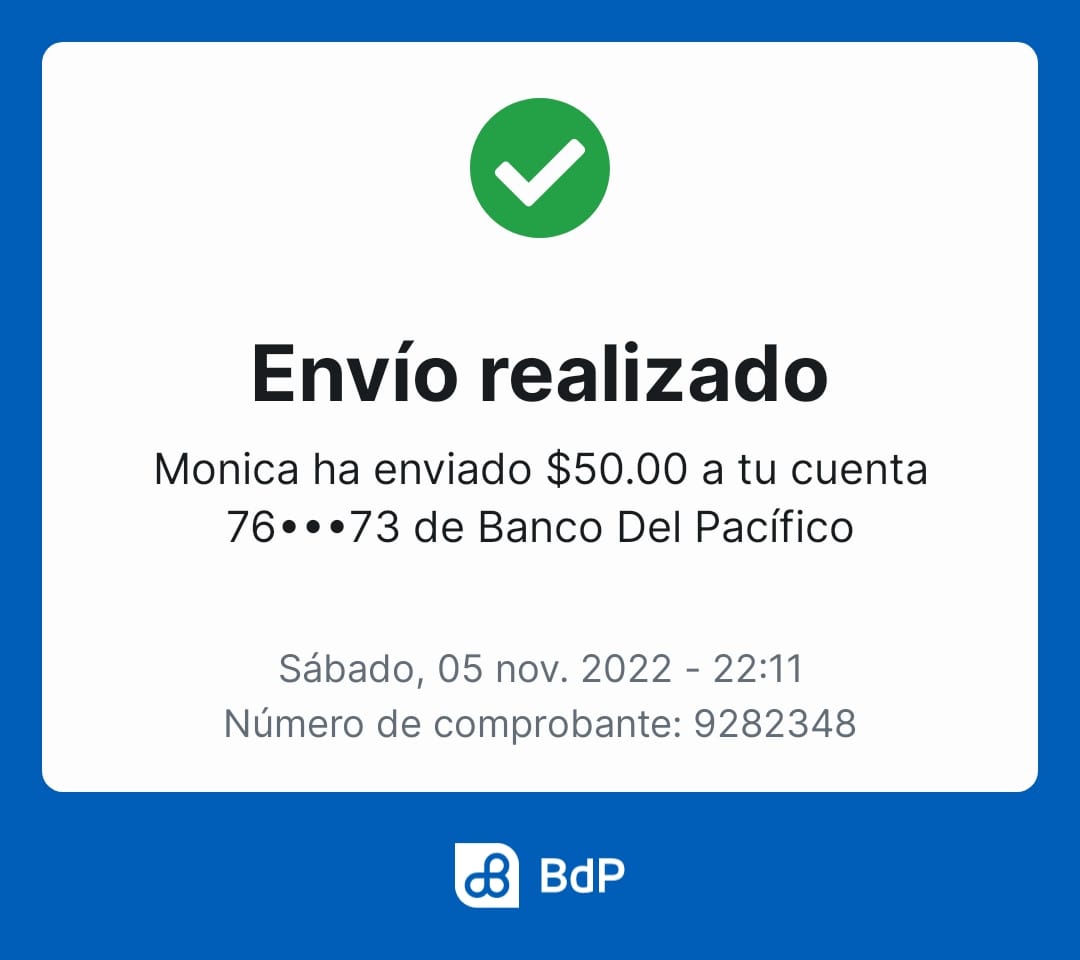 Envío realizado
Monica ha enviado $50.00 a tu cuenta
76•••73 de Banco Del Pacífico
Sábado, 05 nov. 2022 - 22:11
Número de comprobante: 9282348
BdP